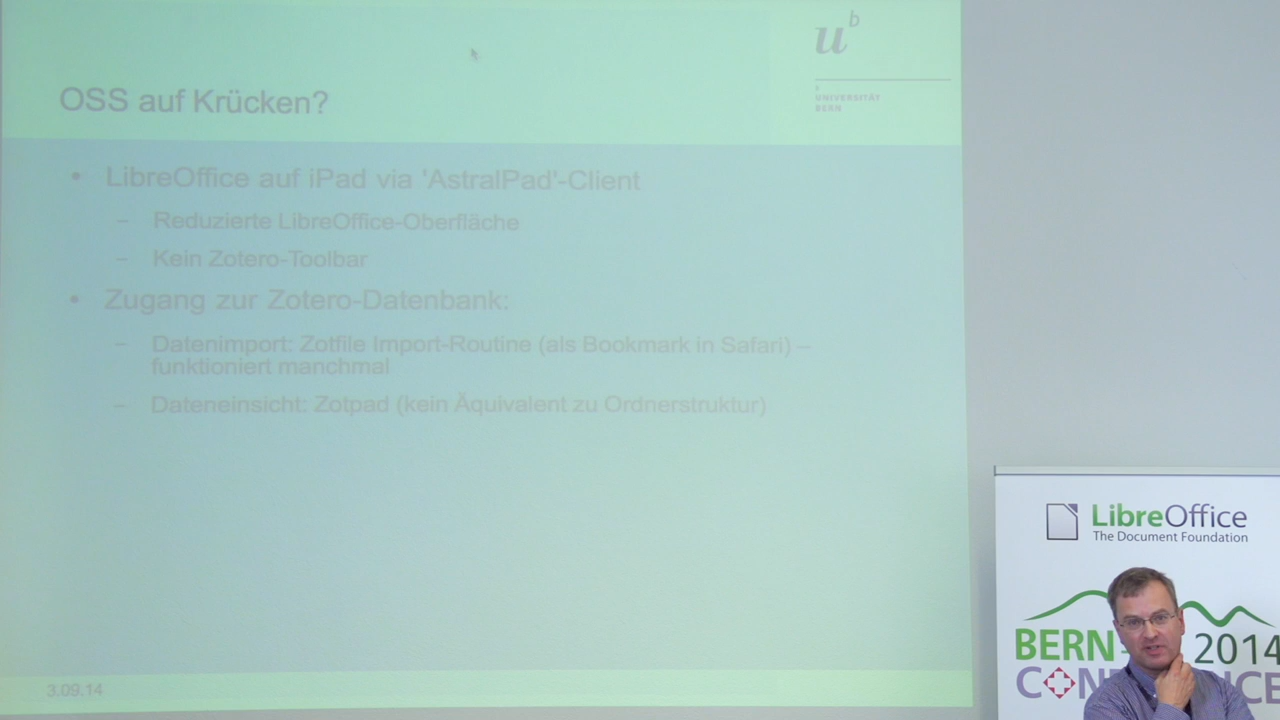 u^b
UNIVERSITÄT
BERN
OSS auf Krücken?
• LibreOffice auf iPad via 'AstralPad'-Client
– Reduzierte LibreOffice-Oberfläche
– Kein Zotero-Toolbar
• Zugang zur Zotero-Datenbank:
– Datenimport: Zotfile Import-Routine (als Bookmark in Safari) –
funktioniert manchmal
– Dateneinsicht: Zotpad (kein Äquivalent zu Ordnerstruktur)
3.09.14
LibreOffice
The Document Foundation
BERN 2014